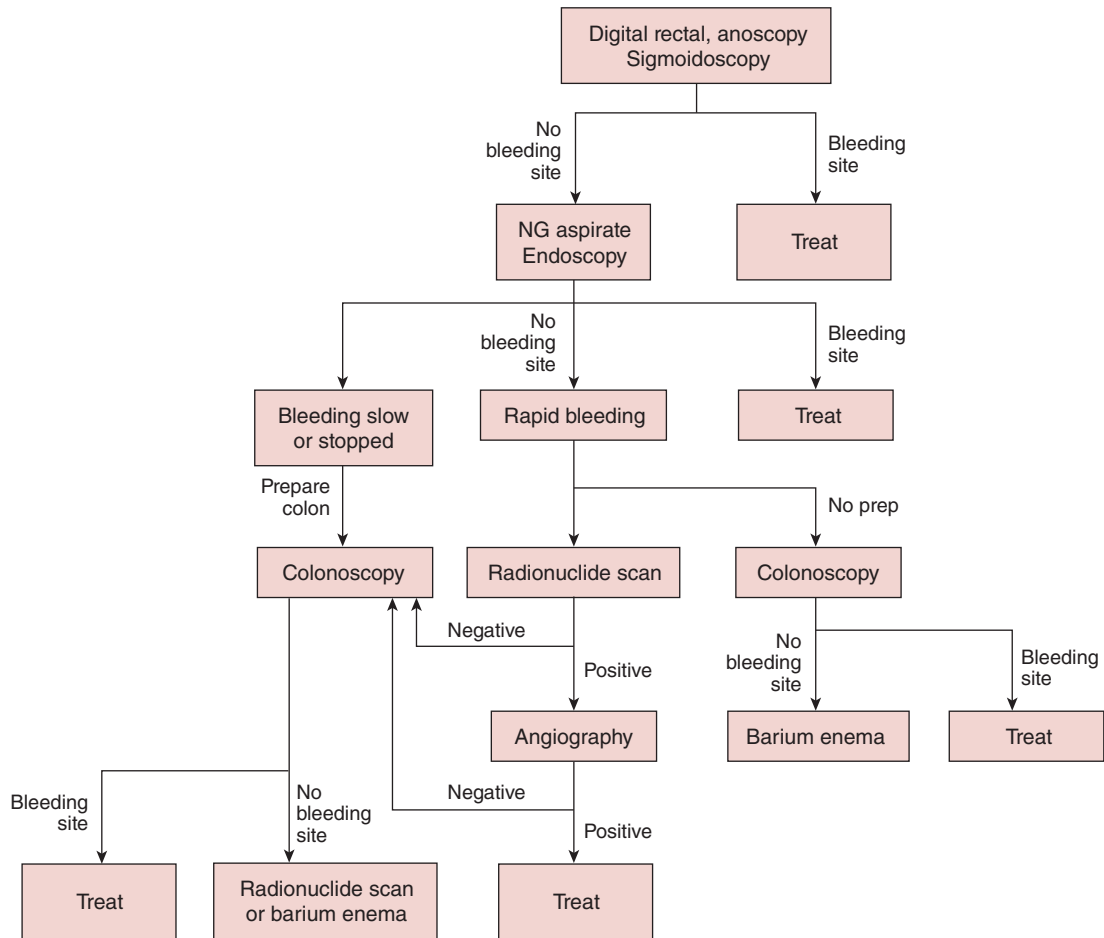 Digital rectal, anoscopy
Sigmoidoscopy
No
bleeding
site
Bleeding
site
NG aspirate
Endoscopy
Treat
No
bleeding
site
Bleeding
site
Bleeding slow
or stopped
Rapid bleeding
Treat
Prepare
colon
No prep
Colonoscopy
Radionuclide scan
Colonoscopy
Negative
Positive
No
bleeding
site
Bleeding
site
Angiography
Barium enema
Treat
Bleeding
site
No
bleeding
site
Negative
Positive
Treat
Radionuclide scan
or barium enema
Treat